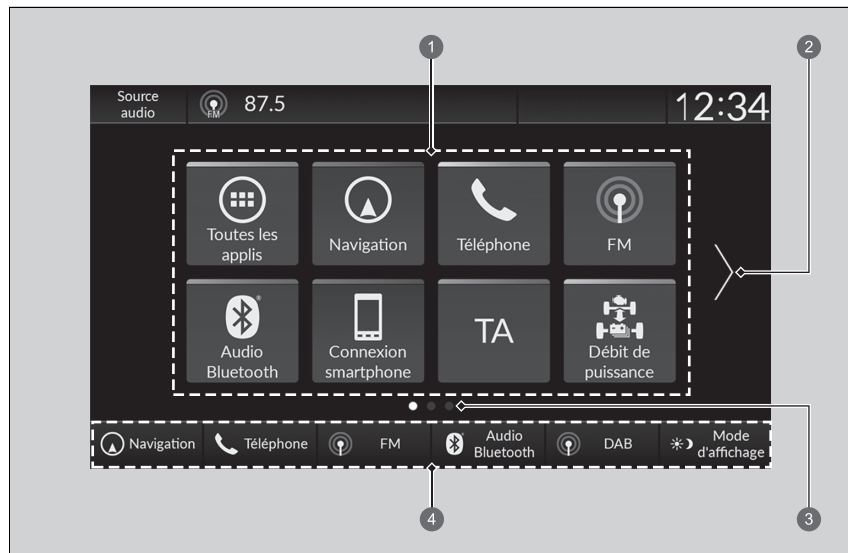 1
2
Source
audio
FM
87.5
12:34
Toutes les
applis
Navigation
Téléphone
FM
Audio
Bluetooth
Connexion
smartphone
TA
Débit de
puissance
Navigation
Téléphone
FM
Audio
Bluetooth
DAB
Mode
d'affichage
4
3